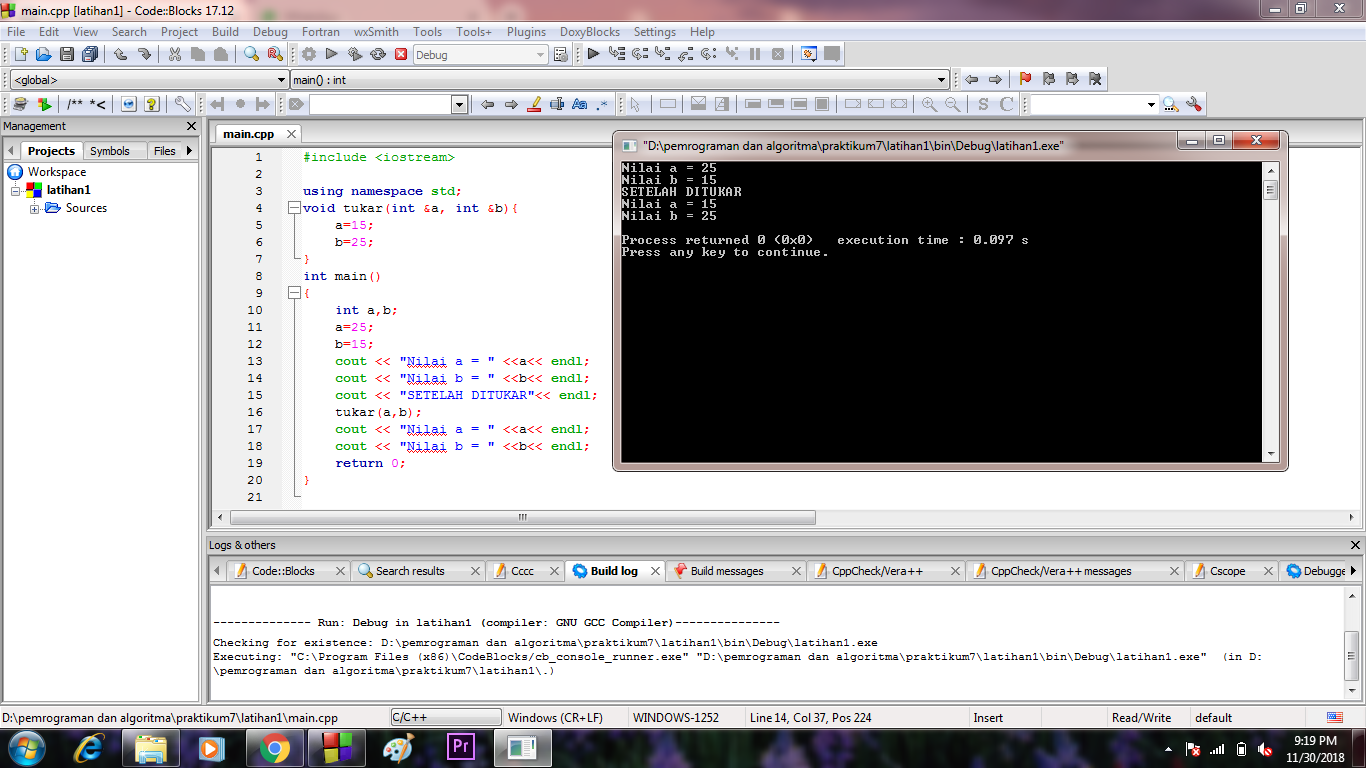 main.cpp [latihan1] - Code::Blocks 17.12
File Edit View Search Project Build Debug Fortran wxSmith Tools Tools+ Plugins DoxyBlocks Settings Help
Debug
<global> main() : int
/** *< Aa .* S C
Management
Projects Symbols Files
Workspace
latihan1
Sources
main.cpp
1 #include <iostream>
2
3 using namespace std;
4 void tukar(int &a, int &b){
5 a=15;
6 b=25;
7 }
8 int main()
9 {
10 int a,b;
11 a=25;
12 b=15;
13 cout << "Nilai a = " <<a<< endl;
14 cout << "Nilai b = " <<b<< endl;
15 cout << "SETELAH DITUKAR"<< endl;
16 tukar(a,b);
17 cout << "Nilai a = " <<a<< endl;
18 cout << "Nilai b = " <<b<< endl;
19 return 0;
20 }
21
"D:\pemrograman dan algoritma\praktikum7\latihan1\bin\Debug\latihan1.exe"
Nilai a = 25
Nilai b = 15
SETELAH DITUKAR
Nilai a = 15
Nilai b = 25
Process returned 0 (0x0) execution time : 0.097 s
Press any key to continue.
Logs & others
Code::Blocks Search results Cccc Build log Build messages CppCheck/Vera++ CppCheck/Vera++ messages Cscope Debugge
-------------- Run: Debug in latihan1 (compiler: GNU GCC Compiler)---------------
Checking for existence: D:\pemrograman dan algoritma\praktikum7\latihan1\bin\Debug\latihan1.exe
Executing: "C:\Program Files (x86)\CodeBlocks/cb_console_runner.exe" "D:\pemrograman dan algoritma\praktikum7\latihan1\bin\Debug\latihan1.exe" (in D:
\pemrograman dan algoritma\praktikum7\latihan1\.)
D:\pemrograman dan algoritma\praktikum7\latihan1\main.cpp C/C++ Windows (CR+LF) WINDOWS-1252 Line 14, Col 37, Pos 224 Insert Read/Write default
Pr
9:19 PM
11/30/2018